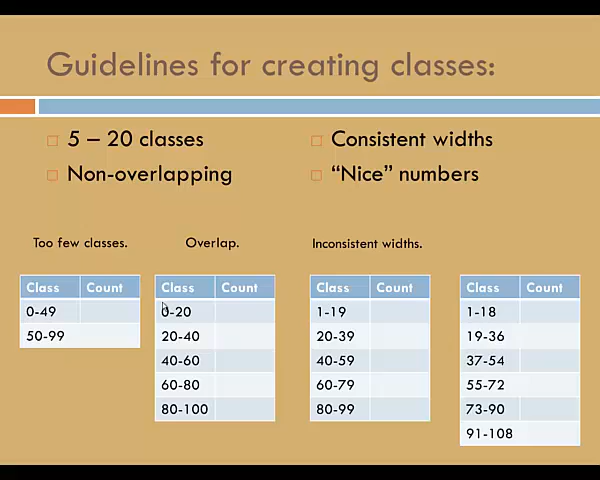 Guidelines for creating classes:
5 – 20 classes
Non-overlapping
Consistent widths
“Nice” numbers
Too few classes.
Class Count
0-49
50-99
Overlap.
Class Count
0-20
20-40
40-60
60-80
80-100
Inconsistent widths.
Class Count
1-19
20-39
40-59
60-79
80-99
Class Count
1-18
19-36
37-54
55-72
73-90
91-108